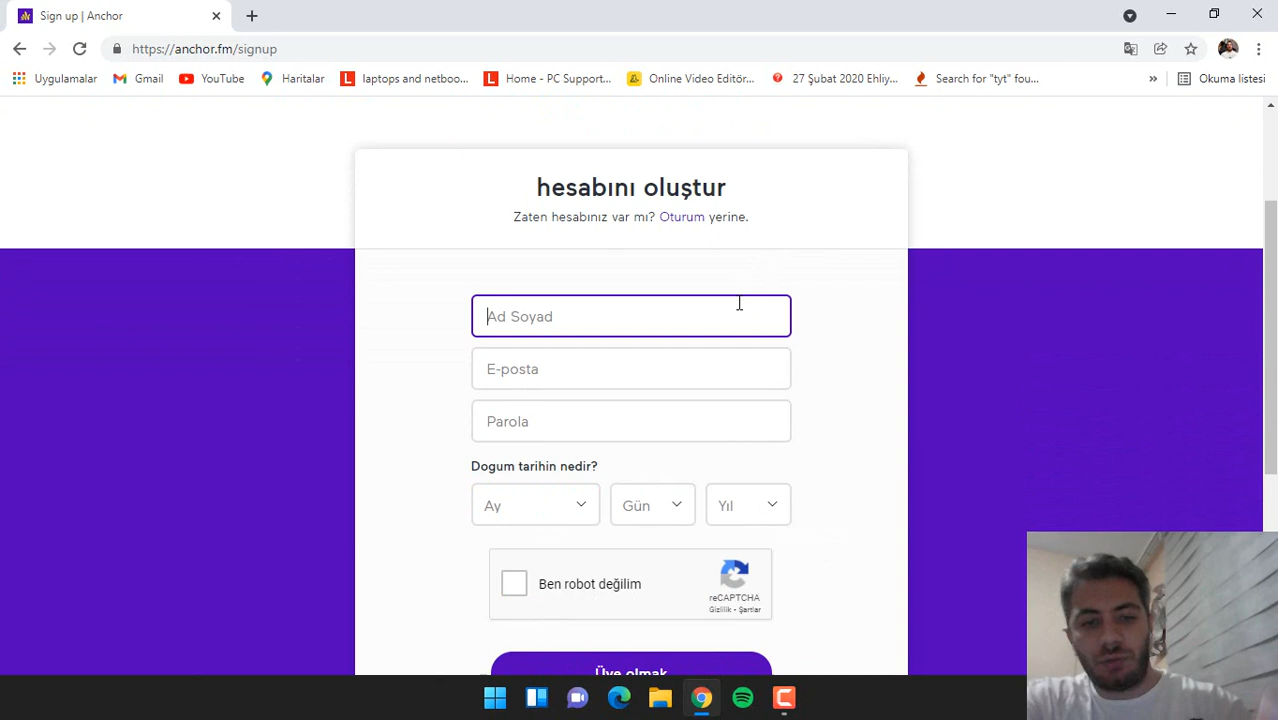 Sign up | Anchor
https://anchor.fm/signup
Uygulamalar
Gmail
YouTube
Haritalar
laptops and netboo...
Home - PC Support...
Online Video Editör...
27 Şubat 2020 Ehliy...
Search for "tyt" fou...
»
Okuma listesi
hesabını oluştur
Zaten hesabınız var mı? Oturum yerine.
Ad Soyad
E-posta
Parola
Dogum tarihin nedir?
Ay
Gün
Yıl
Ben robot değilim
reCAPTCHA
Gizlilik - Şartlar
Üye olmak